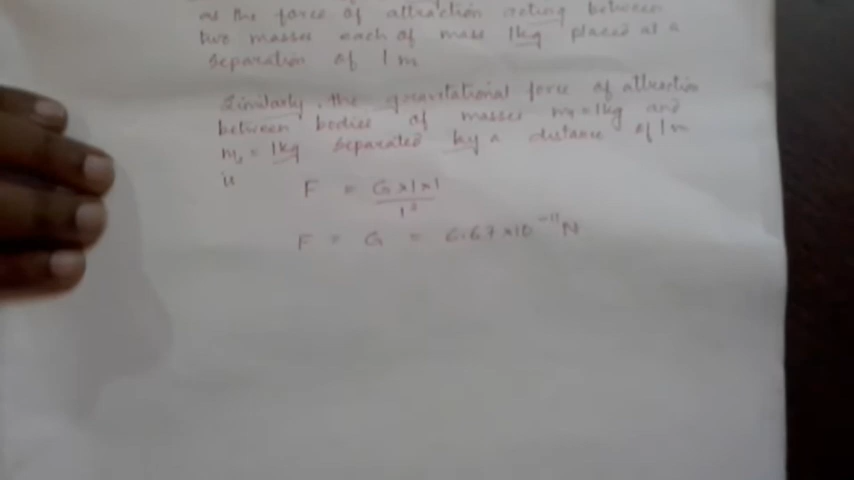 as the force of attraction acting between
two masses each of mass 1kg placed at a
separation of 1m
Similarly, the gravitational force of attraction
between bodies of masses m₁ = 1kg and
m₂ = 1kg separated by a distance of 1m
is
F = G×1×1 / 1²
F = G = 6.67 × 10⁻¹¹ N